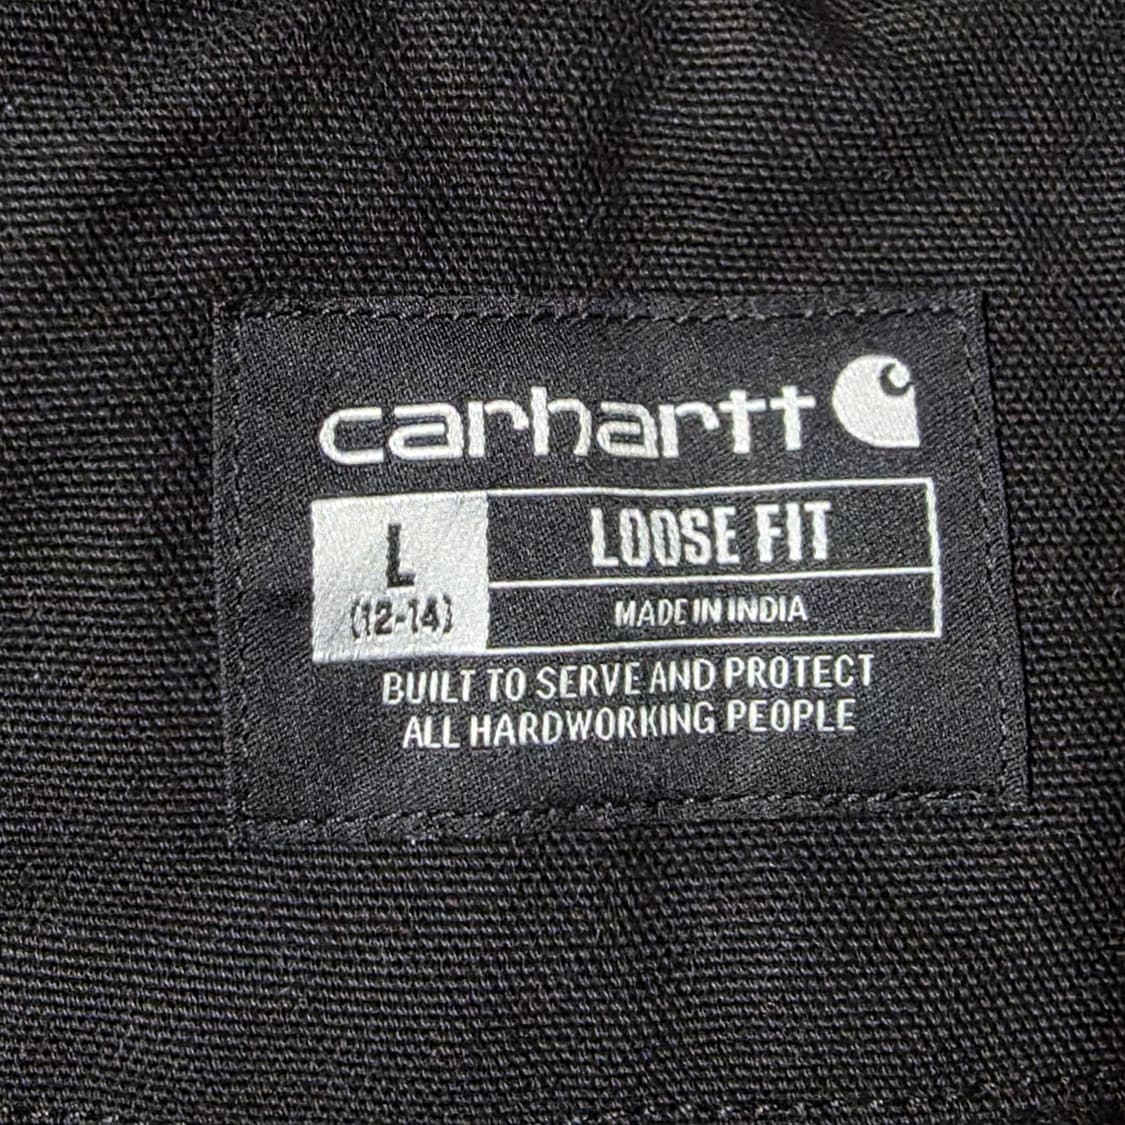 carhartt
L
(12-14)
LOOSE FIT
MADE IN INDIA
BUILT TO SERVE AND PROTECT
ALL HARDWORKING PEOPLE